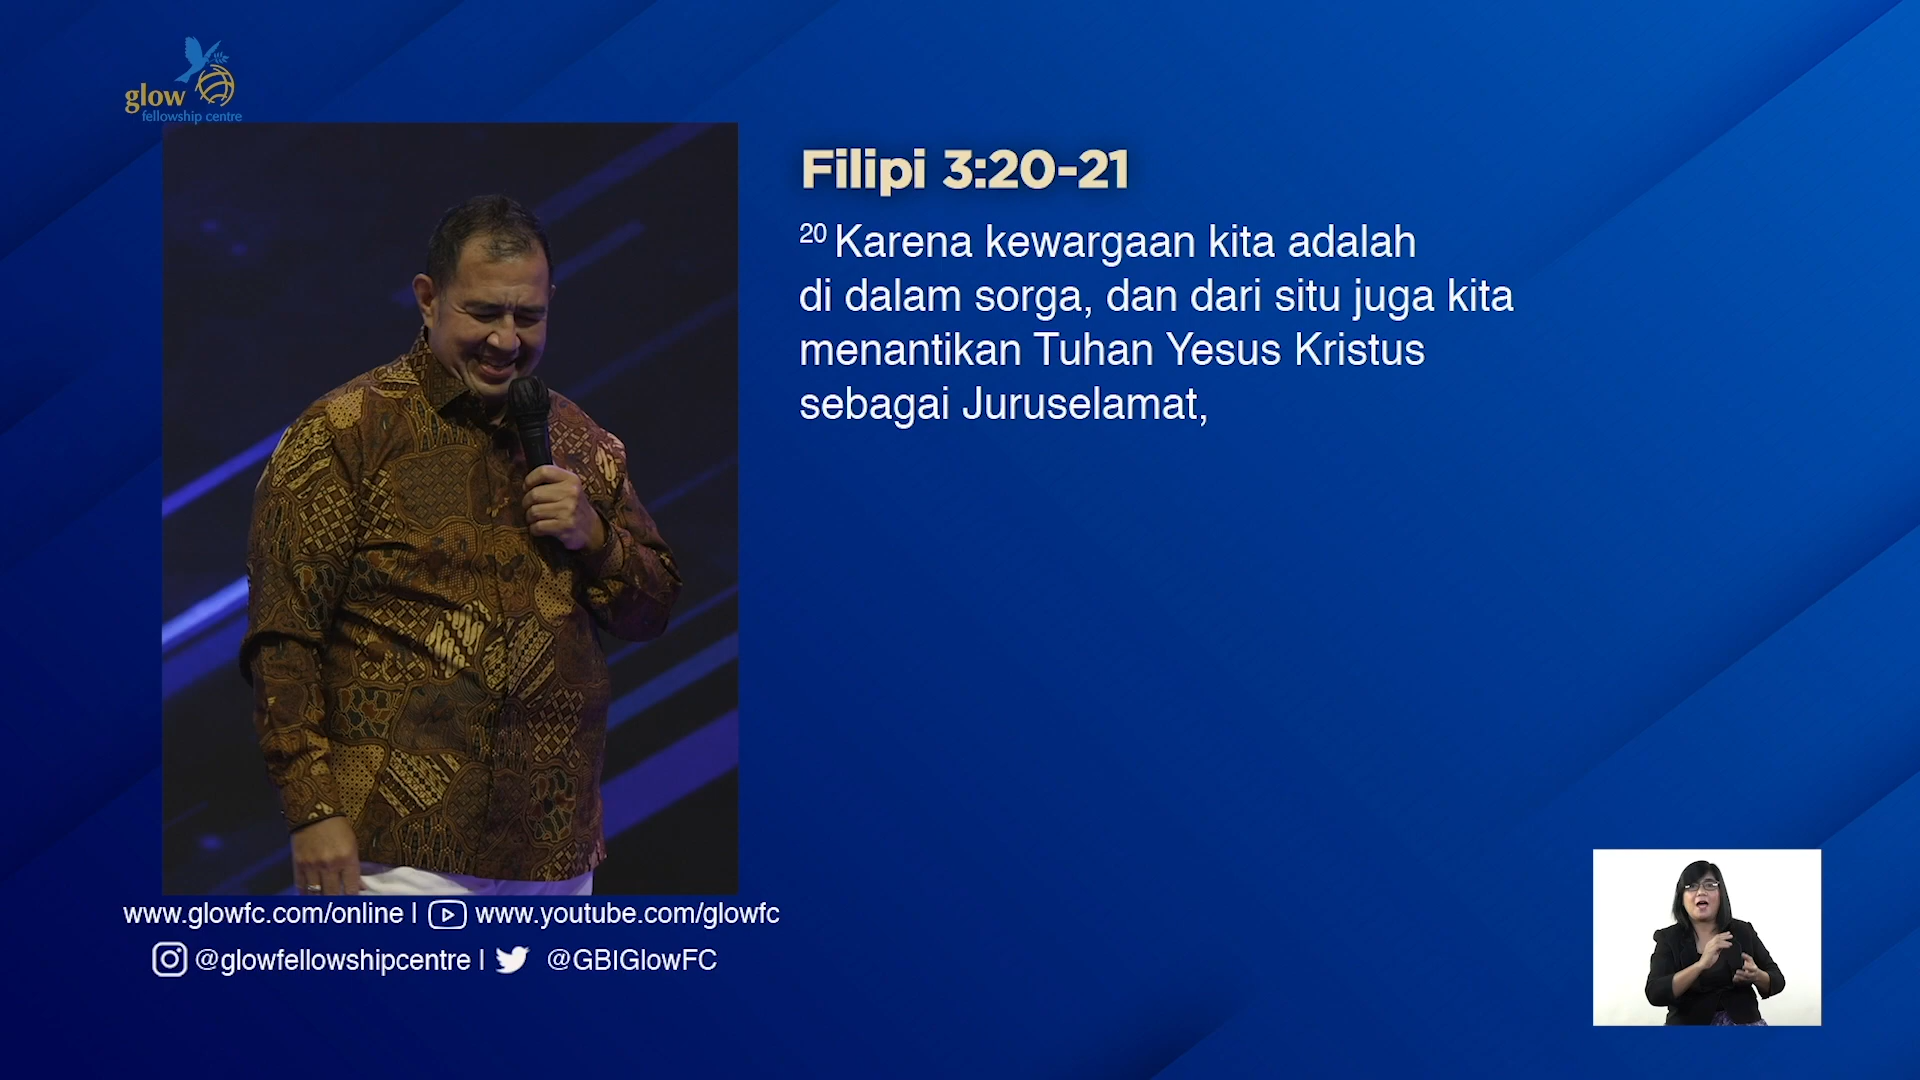 glow
fellowship centre
Filipi 3:20-21
20 Karena kewargaan kita adalah
di dalam sorga, dan dari situ juga kita
menantikan Tuhan Yesus Kristus
sebagai Juruselamat,
www.glowfc.com/online | www.youtube.com/glowfc
@glowfellowshipcentre | @GBIGlowFC